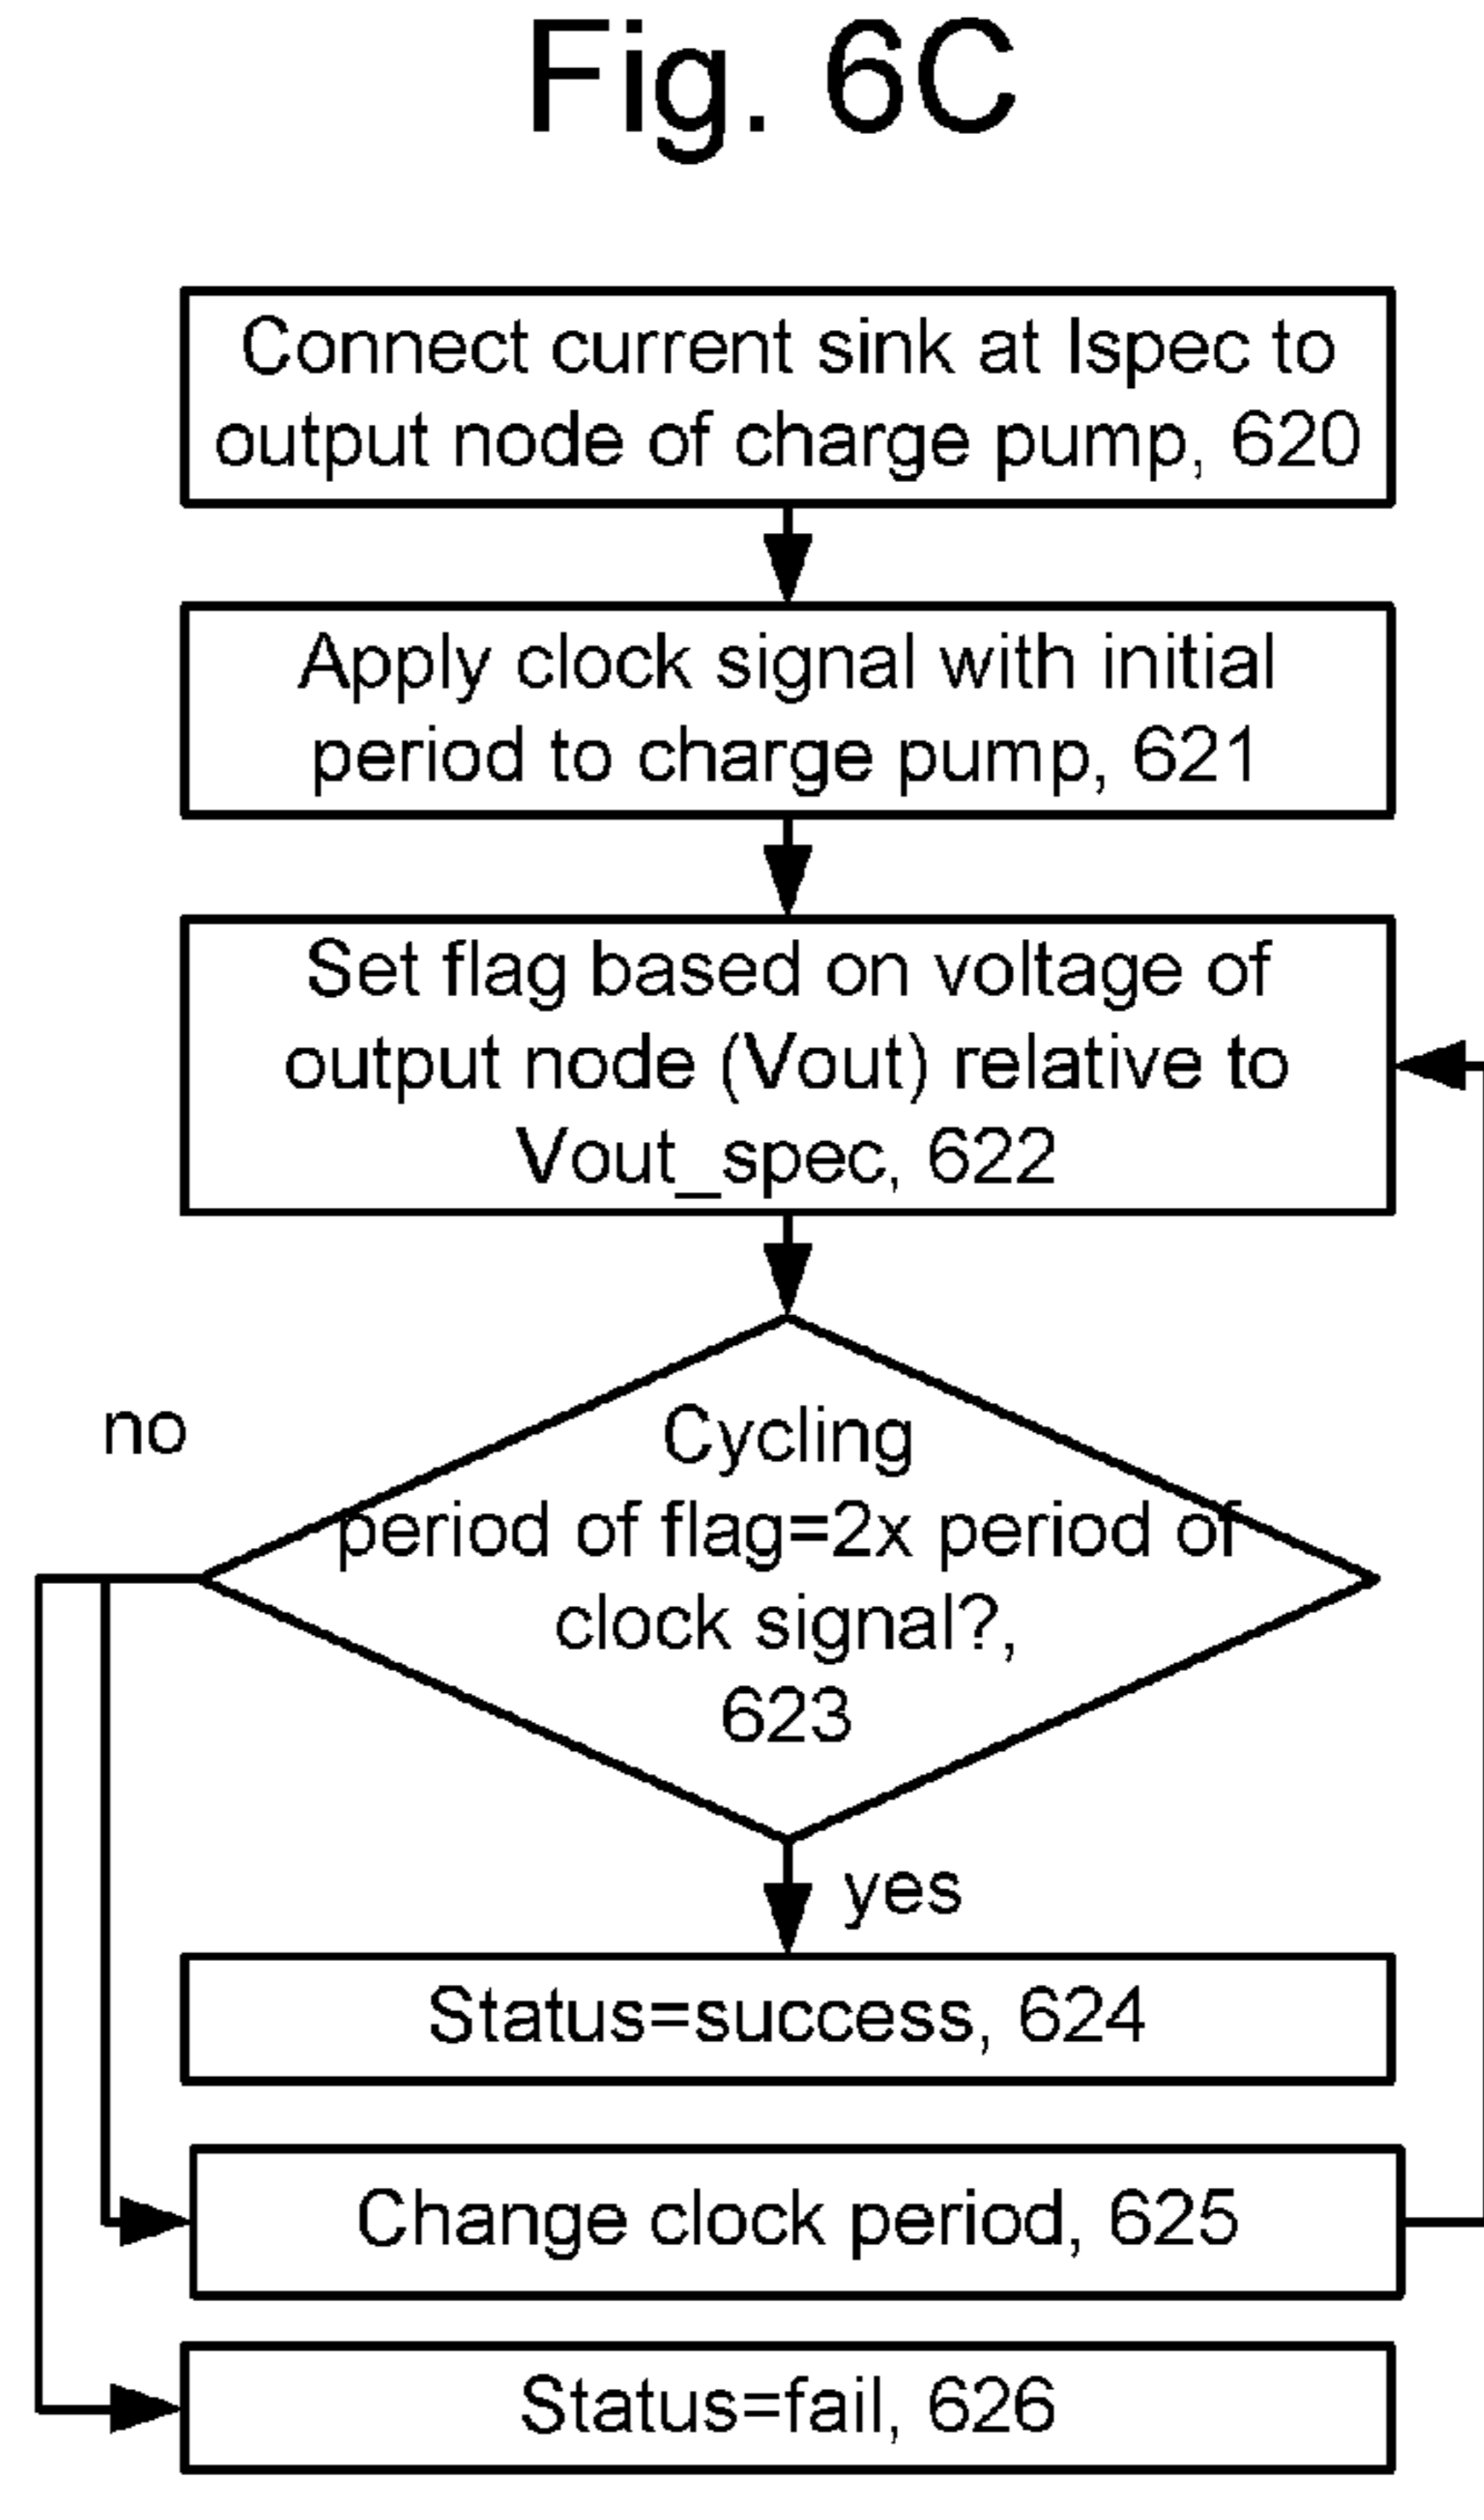 Fig. 6C
Connect current sink at Ispec to
output node of charge pump, 620
Apply clock signal with initial
period to charge pump, 621
Set flag based on voltage of
output node (Vout) relative to
Vout_spec, 622
no
Cycling
period of flag=2x period of
clock signal?,
623
yes
Status=success, 624
Change clock period, 625
Status=fail, 626